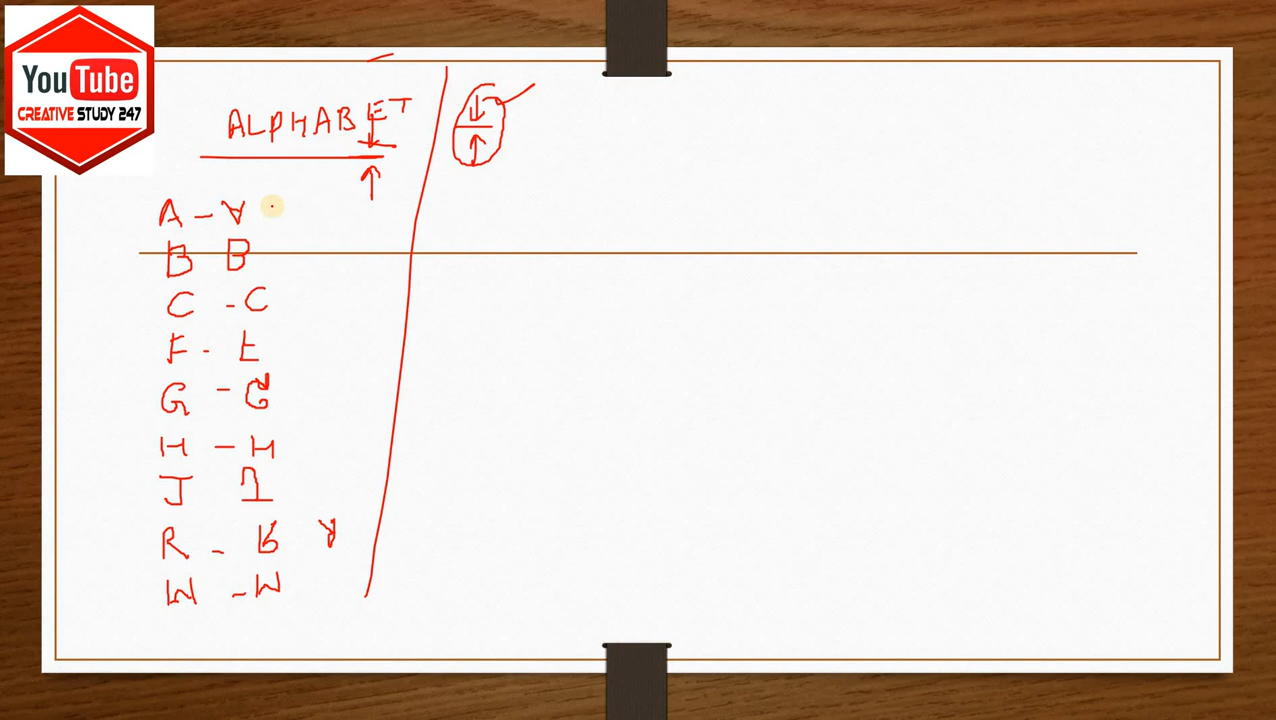 YouTube
CREATIVE STUDY 247
ALPHABET
A - ∀
B B
C - C
F - E
G - G
H - H
J
R -
W - W